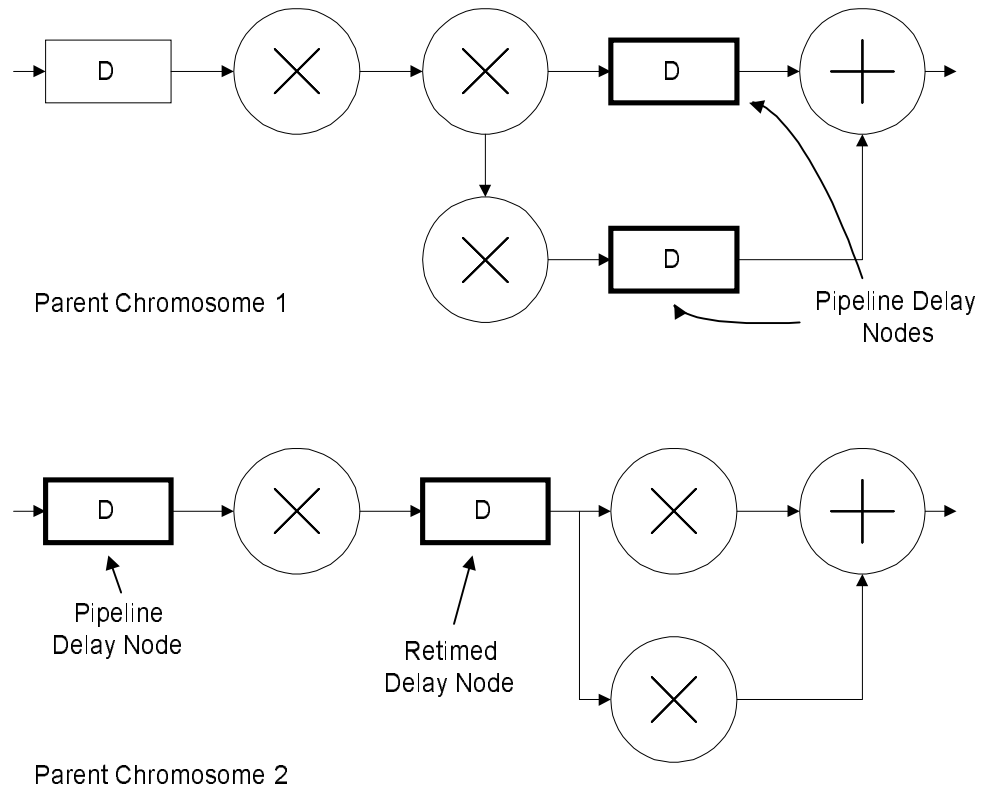 D
D
D
Parent Chromosome 1
Pipeline Delay
Nodes
D
D
Pipeline
Delay Node
Retimed
Delay Node
Parent Chromosome 2